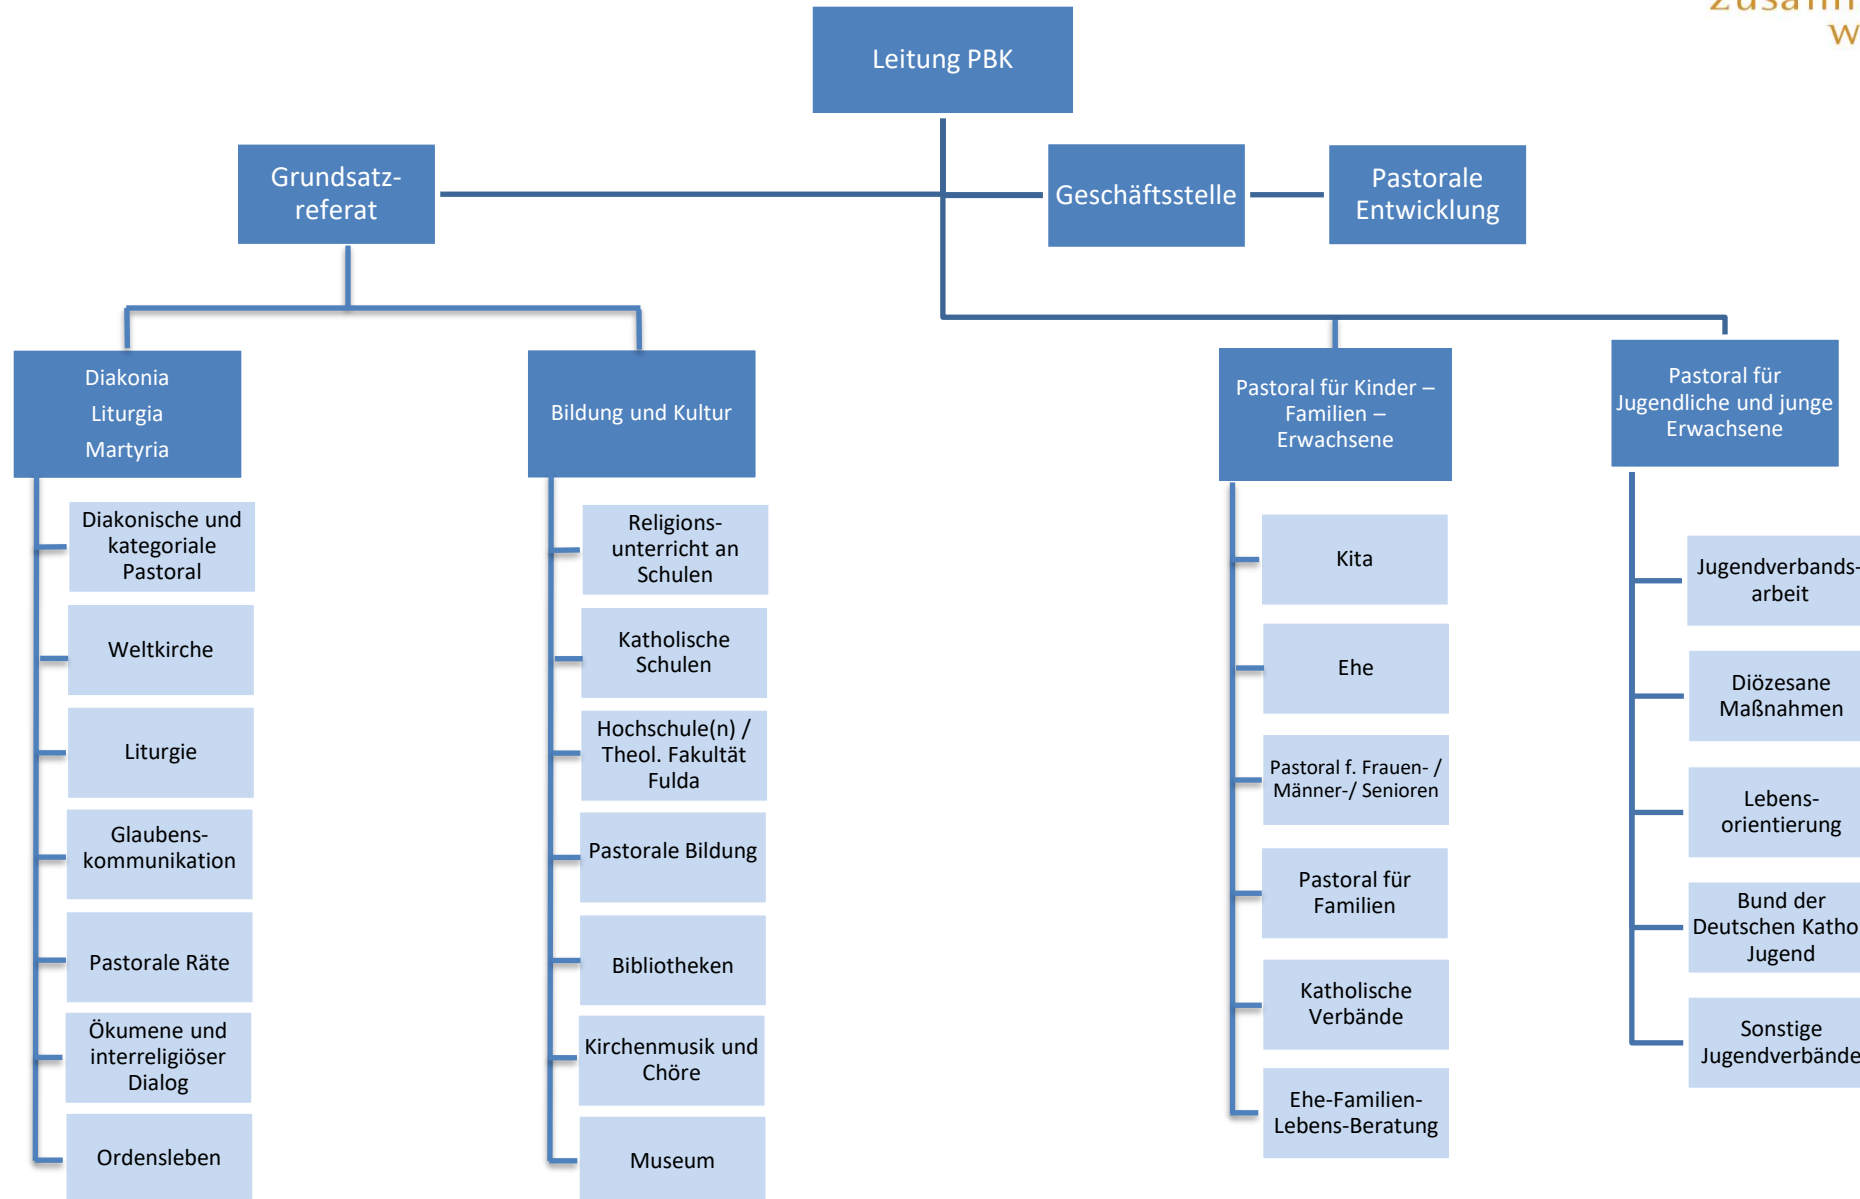 Leitung PBK
Grundsatz-
referat
Geschäftsstelle
Pastorale
Entwicklung
Diakonia
Liturgia
Martyria
Diakonische und
kategoriale
Pastoral
Weltkirche
Liturgie
Glaubens-
kommunikation
Pastorale Räte
Ökumene und
interreligiöser
Dialog
Ordensleben
Bildung und Kultur
Religions-
unterricht an
Schulen
Katholische
Schulen
Hochschule(n) /
Theol. Fakultät
Fulda
Pastorale Bildung
Bibliotheken
Kirchenmusik und
Chöre
Museum
Pastoral für Kinder –
Familien –
Erwachsene
Kita
Ehe
Pastoral f. Frauen- /
Männer-/ Senioren
Pastoral für
Familien
Katholische
Verbände
Ehe-Familien-
Lebens-Beratung
Pastoral für
Jugendliche und junge
Erwachsene
Jugendverbands-
arbeit
Diözesane
Maßnahmen
Lebens-
orientierung
Bund der
Deutschen Katho
Jugend
Sonstige
Jugendverbände